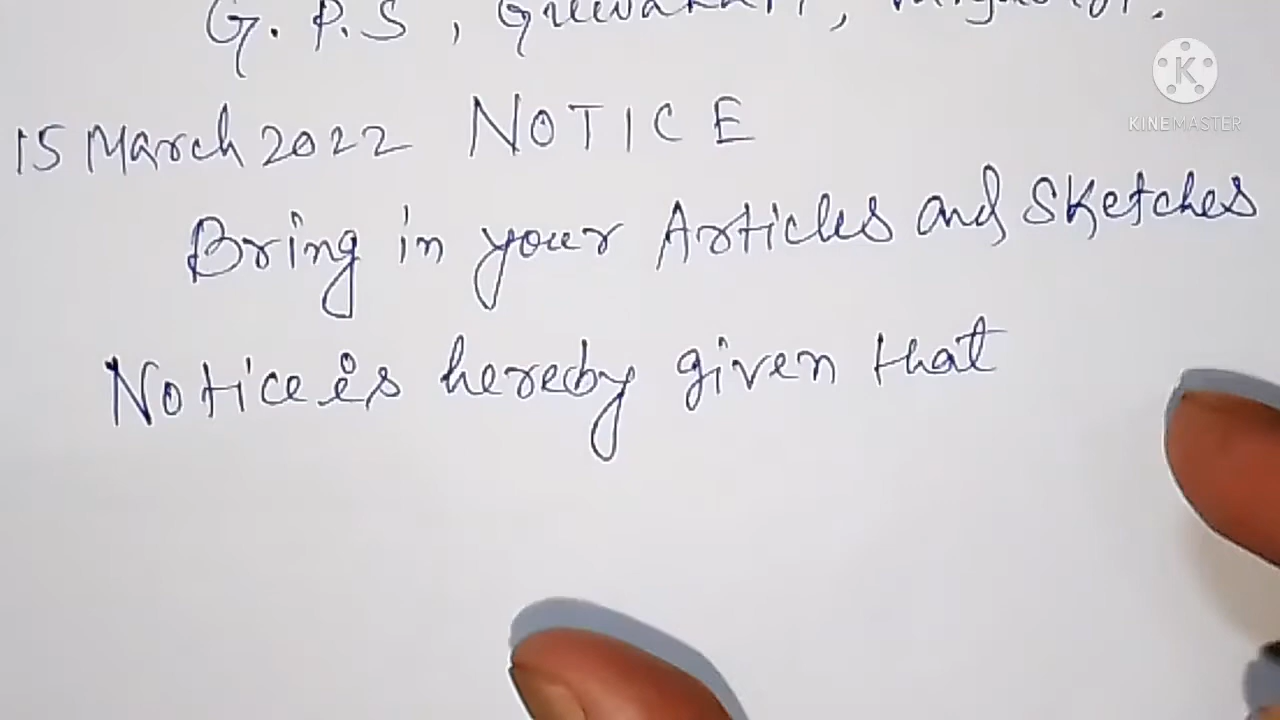 G. P. S,
15 March 2022 NOTICE
Bring in your Articles and Sketches
Notice is hereby given that
KINEMASTER